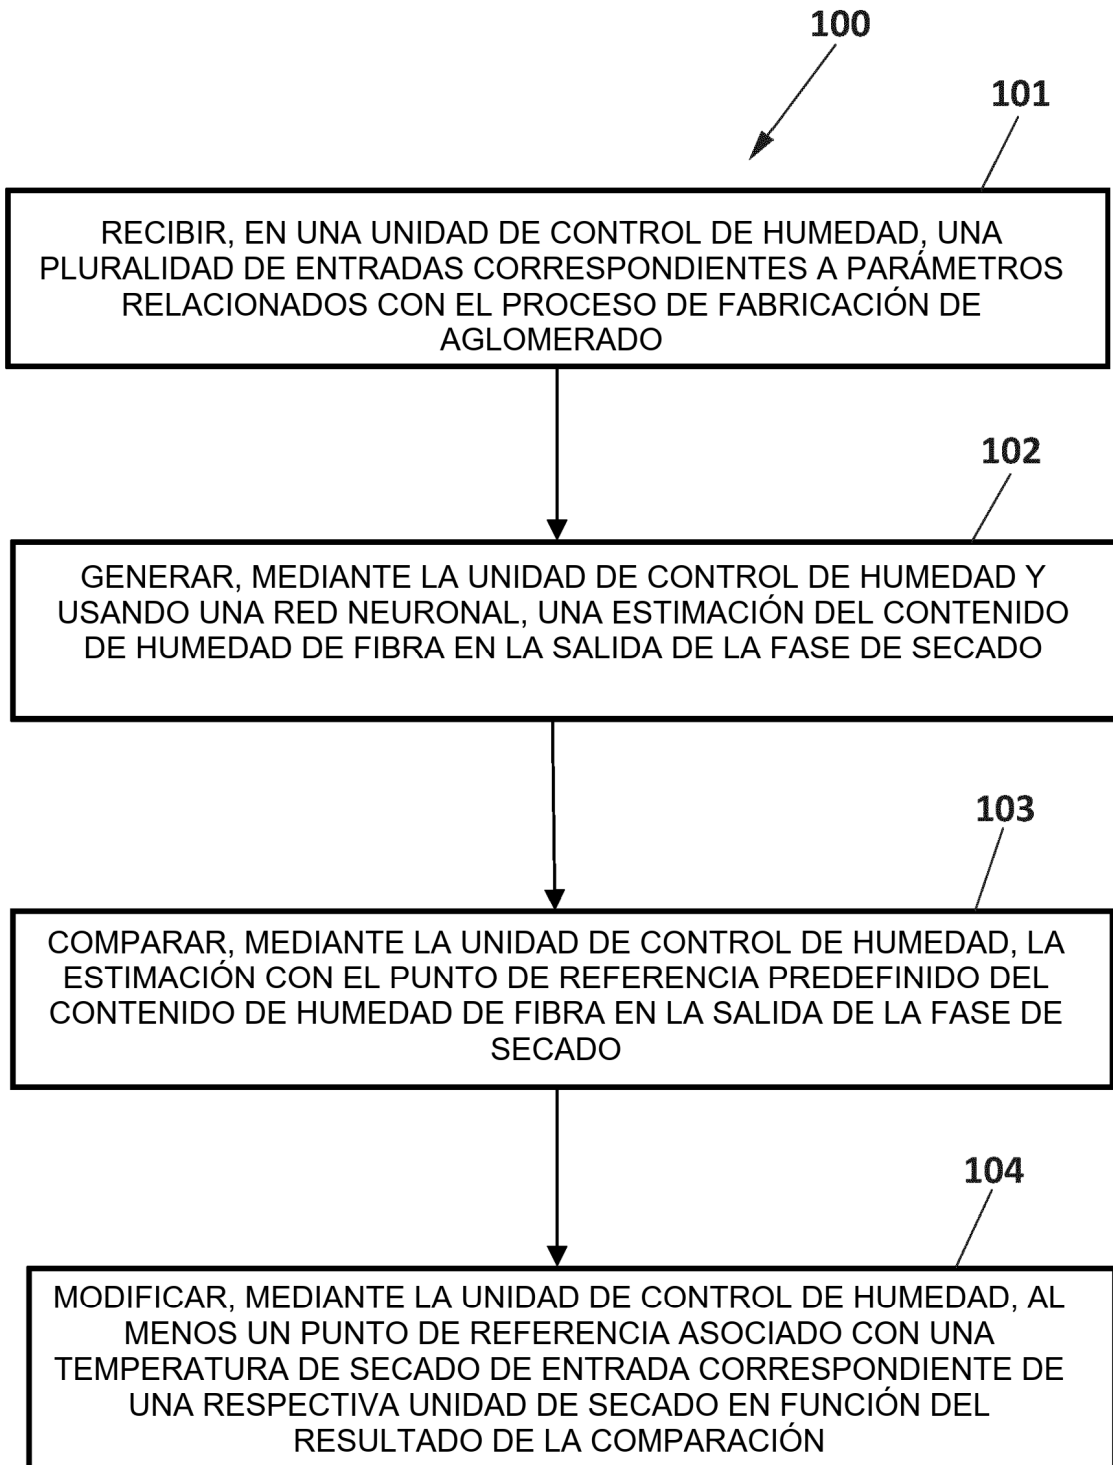 100
101
RECIBIR, EN UNA UNIDAD DE CONTROL DE HUMEDAD, UNA
PLURALIDAD DE ENTRADAS CORRESPONDIENTES A PARÁMETROS
RELACIONADOS CON EL PROCESO DE FABRICACIÓN DE
AGLOMERADO
102
GENERAR, MEDIANTE LA UNIDAD DE CONTROL DE HUMEDAD Y
USANDO UNA RED NEURONAL, UNA ESTIMACIÓN DEL CONTENIDO
DE HUMEDAD DE FIBRA EN LA SALIDA DE LA FASE DE SECADO
103
COMPARAR, MEDIANTE LA UNIDAD DE CONTROL DE HUMEDAD, LA
ESTIMACIÓN CON EL PUNTO DE REFERENCIA PREDEFINIDO DEL
CONTENIDO DE HUMEDAD DE FIBRA EN LA SALIDA DE LA FASE DE
SECADO
104
MODIFICAR, MEDIANTE LA UNIDAD DE CONTROL DE HUMEDAD, AL
MENOS UN PUNTO DE REFERENCIA ASOCIADO CON UNA
TEMPERATURA DE SECADO DE ENTRADA CORRESPONDIENTE DE
UNA RESPECTIVA UNIDAD DE SECADO EN FUNCIÓN DEL
RESULTADO DE LA COMPARACIÓN